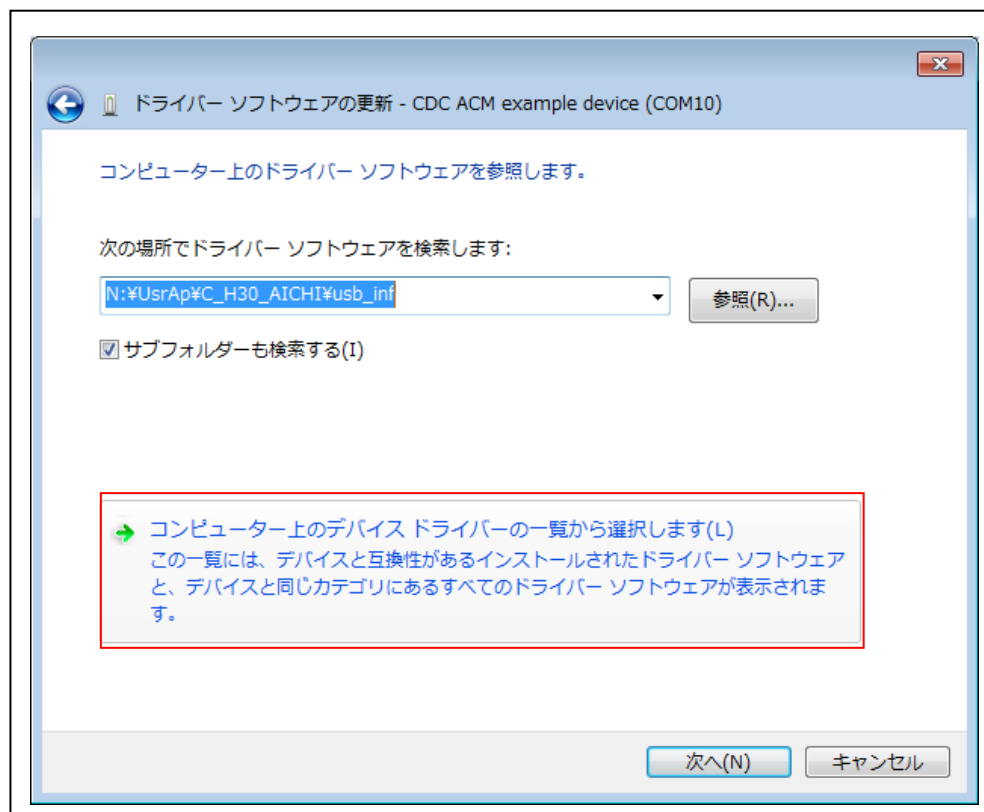 ドライバー ソフトウェアの更新 - CDC ACM example device (COM10)
コンピューター上のドライバー ソフトウェアを参照します。
次の場所でドライバー ソフトウェアを検索します:
N:¥UsrAp¥C_H30_AICHI¥usb_inf
参照(R)...
サブフォルダーも検索する(I)
コンピューター上のデバイス ドライバーの一覧から選択します(L)
この一覧には、デバイスと互換性があるインストールされたドライバー ソフトウェア
と、デバイスと同じカテゴリにあるすべてのドライバー ソフトウェアが表示されま
す。
次へ(N)
キャンセル